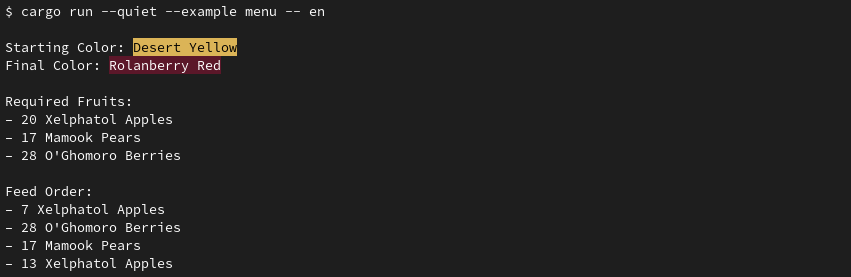 $ cargo run --quiet --example menu -- en
Starting Color: Desert Yellow
Final Color: Rolanberry Red
Required Fruits:
– 20 Xelphatol Apples
– 17 Mamook Pears
– 28 O'Ghomoro Berries
Feed Order:
– 7 Xelphatol Apples
– 28 O'Ghomoro Berries
– 17 Mamook Pears
– 13 Xelphatol Apples